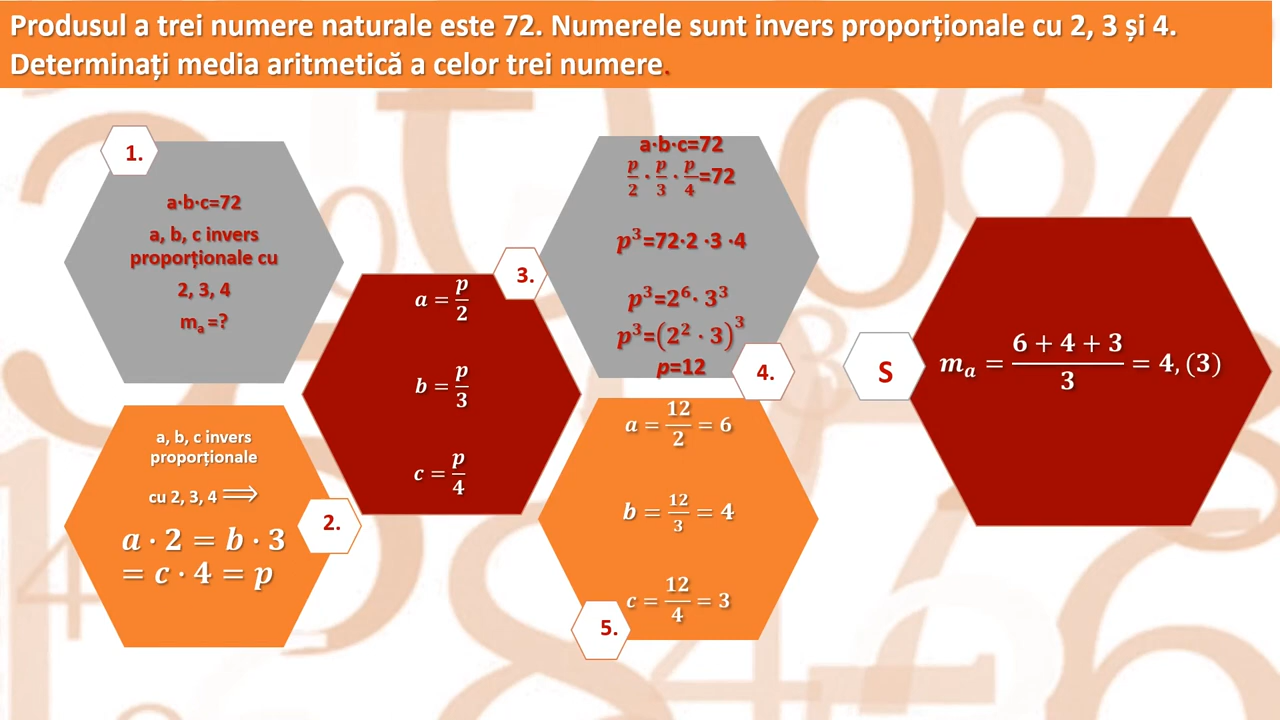 Produsul a trei numere naturale este 72. Numerele sunt invers proporționale cu 2, 3 și 4.
Determinați media aritmetică a celor trei numere.
1.
a·b·c=72
a, b, c invers
proporționale cu
2, 3, 4
mₐ =?
a, b, c invers
proporționale
cu 2, 3, 4 ⟹
a · 2 = b · 3
= c · 4 = p
2.
a = p/2
b = p/3
c = p/4
3.
a·b·c=72
p/2 · p/3 · p/4=72
p³=72·2 ·3 ·4
p³=2⁶· 3³
p³=(2² · 3)³
p=12
4.
a = 12/2 = 6
b = 12/3 = 4
c = 12/4 = 3
5.
S
mₐ = (6 + 4 + 3)/3 = 4, (3)